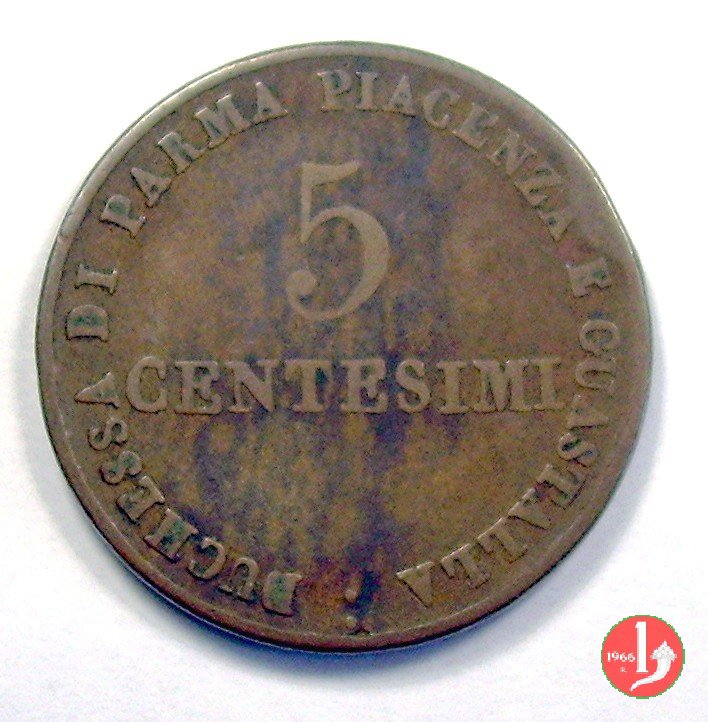 DUCHESSA DI PARMA PIACENZA E GUASTALLA
5
CENTESIMI
1966
R.